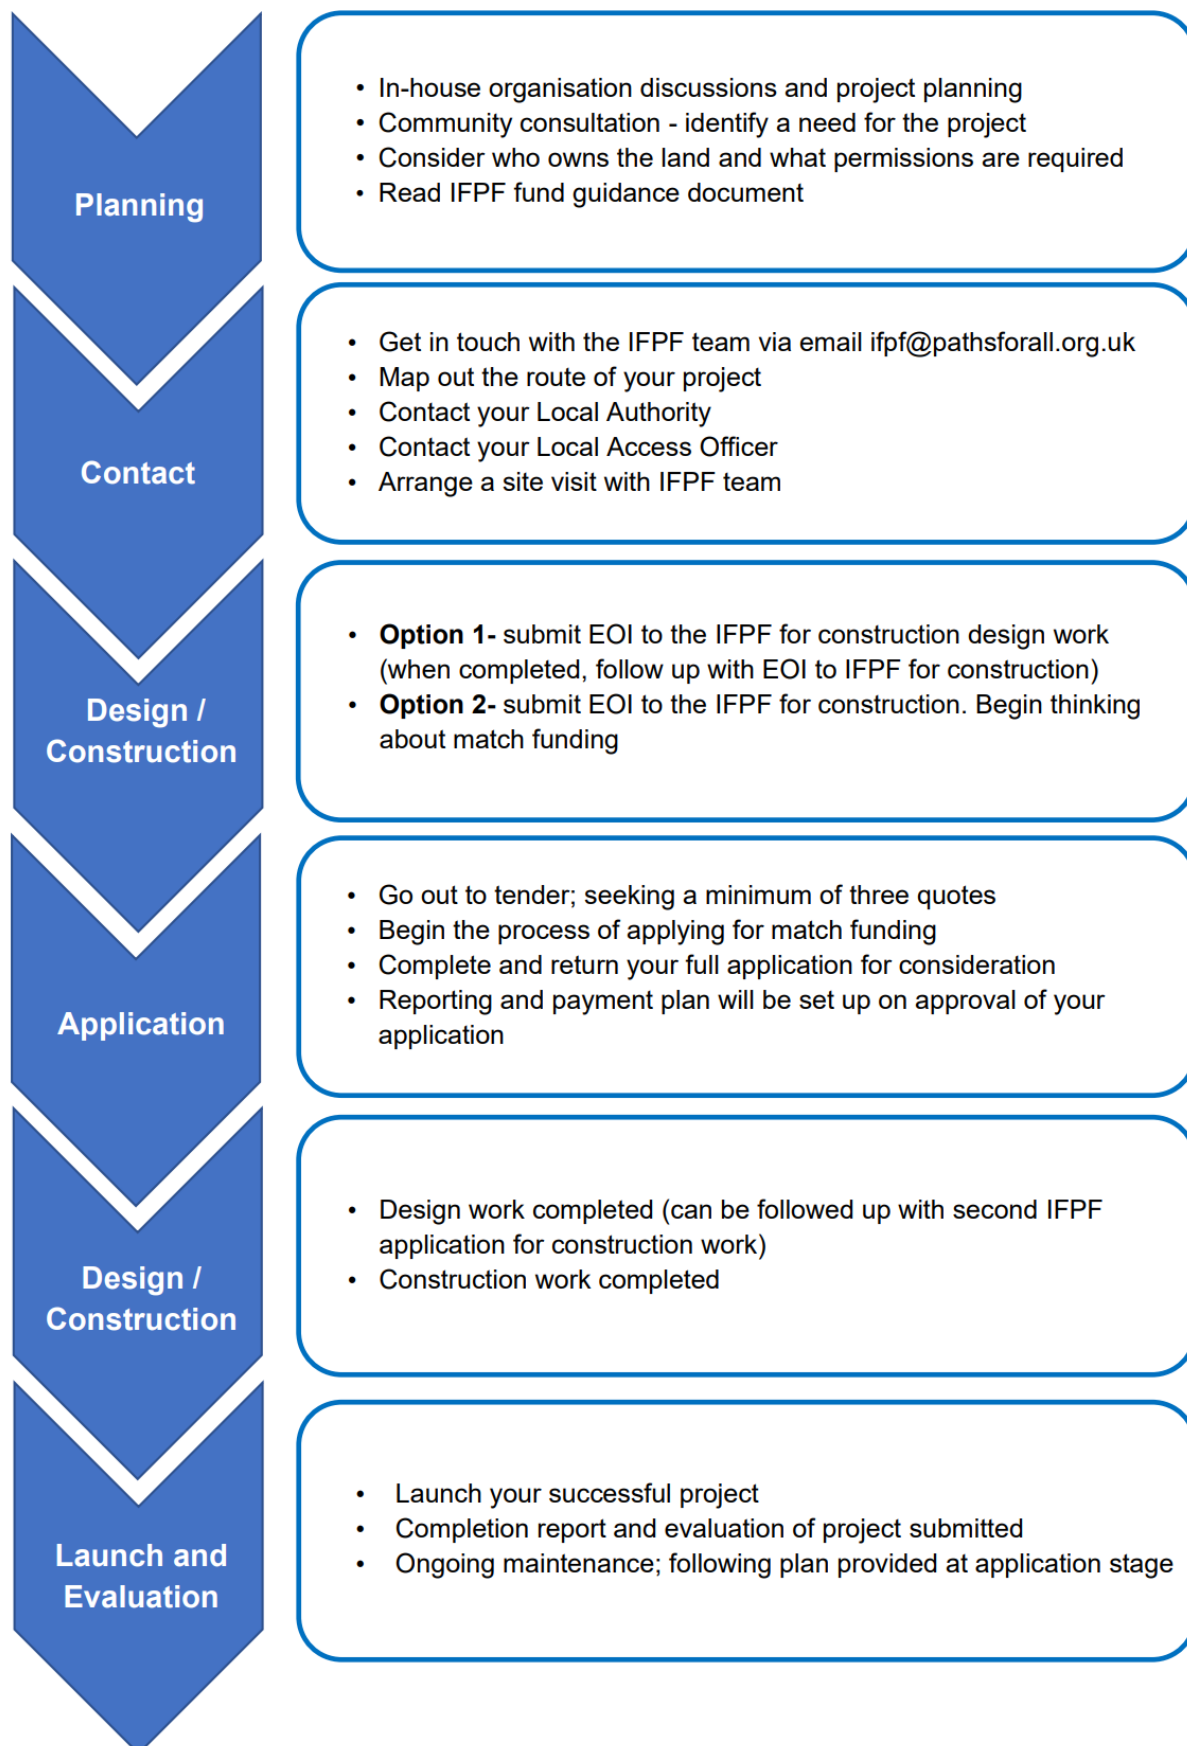 Planning
• In-house organisation discussions and project planning
• Community consultation - identify a need for the project
• Consider who owns the land and what permissions are required
• Read IFPF fund guidance document
Contact
• Get in touch with the IFPF team via email ifpf@pathsforall.org.uk
• Map out the route of your project
• Contact your Local Authority
• Contact your Local Access Officer
• Arrange a site visit with IFPF team
Design /
Construction
• Option 1- submit EOI to the IFPF for construction design work
(when completed, follow up with EOI to IFPF for construction)
• Option 2- submit EOI to the IFPF for construction. Begin thinking
about match funding
Application
• Go out to tender; seeking a minimum of three quotes
• Begin the process of applying for match funding
• Complete and return your full application for consideration
• Reporting and payment plan will be set up on approval of your
application
Design /
Construction
• Design work completed (can be followed up with second IFPF
application for construction work)
• Construction work completed
Launch and
Evaluation
• Launch your successful project
• Completion report and evaluation of project submitted
• Ongoing maintenance; following plan provided at application stage